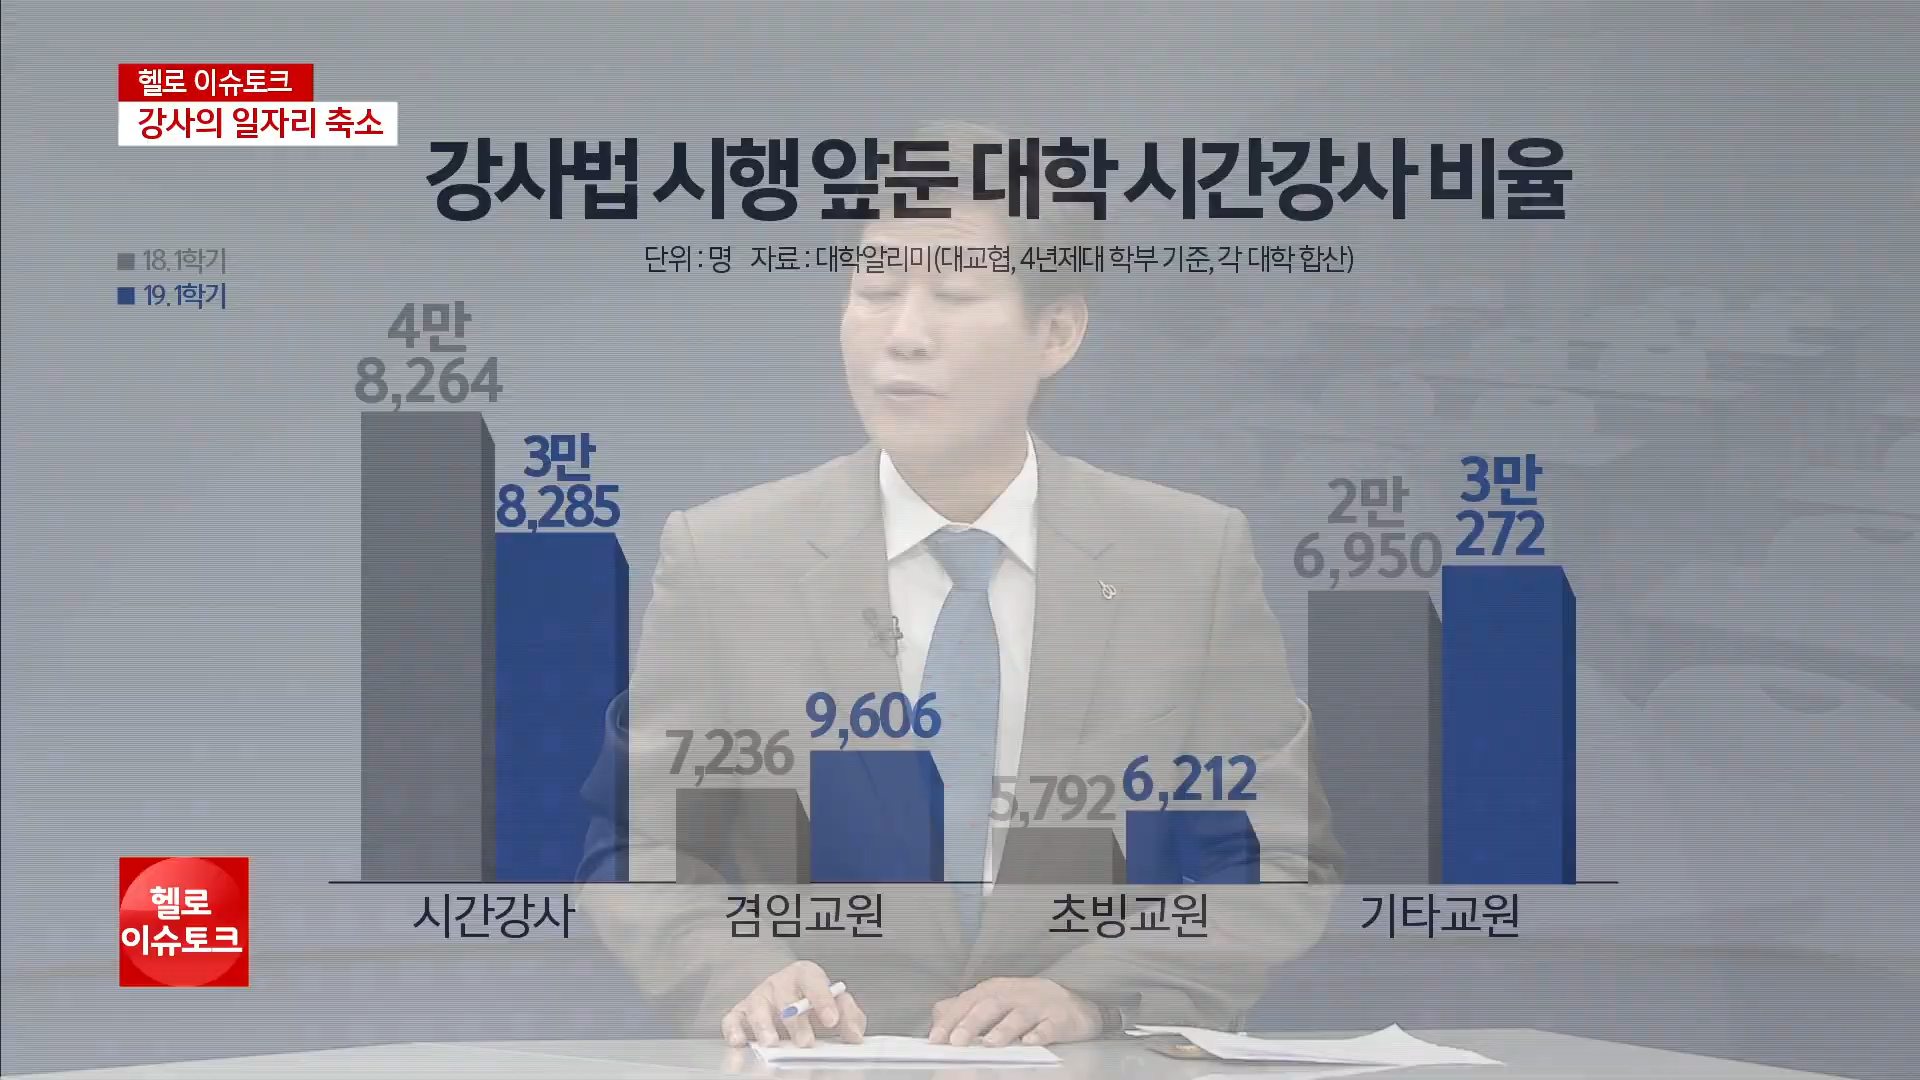 헬로 이슈토크
강사의 일자리 축소
강사법 시행 앞둔 대학 시간강사 비율
단위 : 명 자료 : 대학알리미(대교협, 4년제대 학부 기준, 각 대학 합산)
■ 18.1학기
■ 19.1학기
4만
8,264
3만
8,285
7,236
9,606
5,792
6,212
2만
6,950
3만
272
시간강사
겸임교원
초빙교원
기타교원
헬로
이슈토크